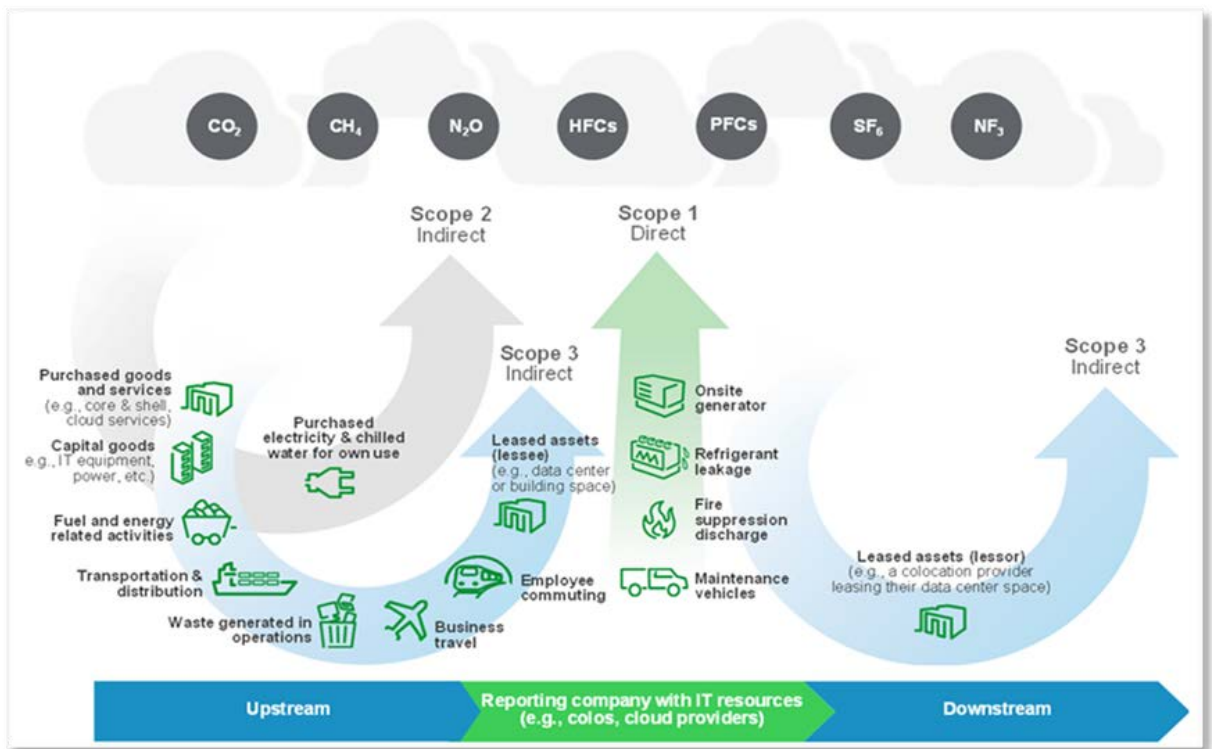 CO₂
CH₄
N₂O
HFCs
PFCs
SF₆
NF₃
Scope 2
Indirect
Scope 1
Direct
Scope 3
Indirect
Scope 3
Indirect
Purchased goods
and services
(e.g., core & shell,
cloud services)
Capital goods
e.g., IT equipment,
power, etc.)
Fuel and energy
related activities
Transportation &
distribution
Waste generated in
operations
Business
travel
Employee
commuting
Leased assets
(lessee)
(e.g., data center
or building space)
Purchased
electricity & chilled
water for own use
Onsite
generator
Refrigerant
leakage
Fire
suppression
discharge
Maintenance
vehicles
Leased assets (lessor)
(e.g., a colocation provider
leasing their data center space)
Upstream
Reporting company with IT resources
(e.g., colos, cloud providers)
Downstream